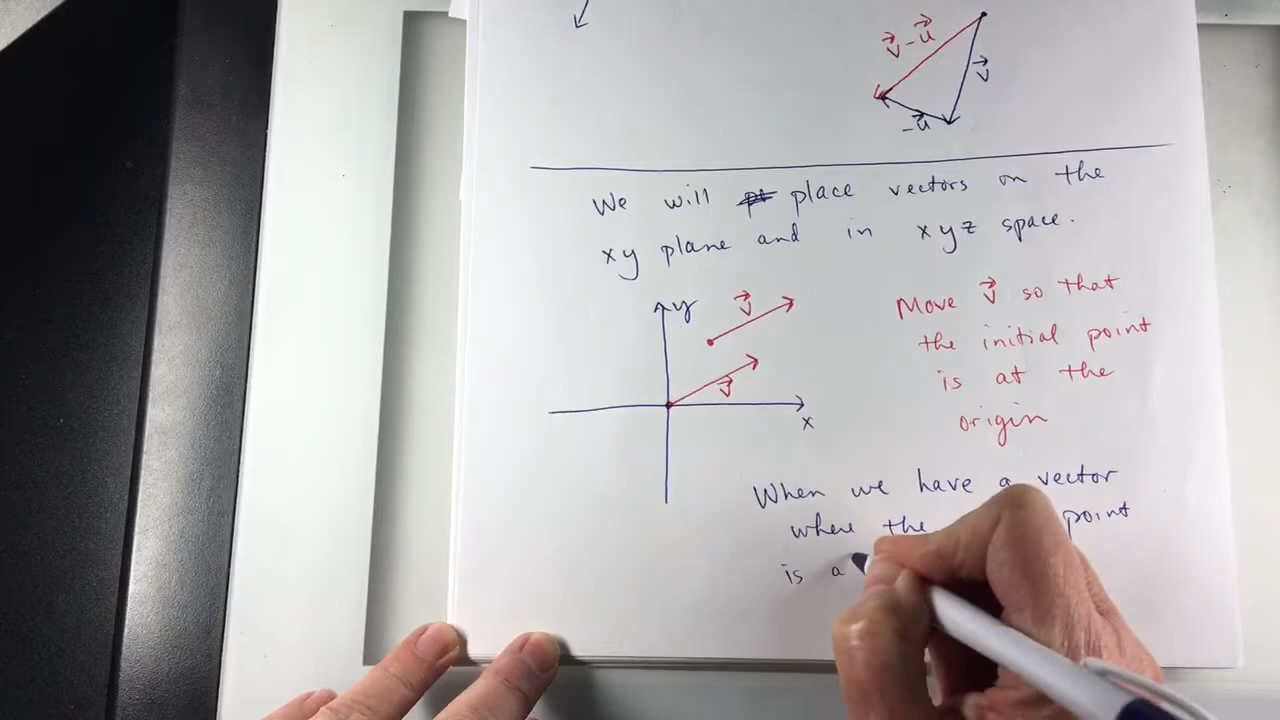 v⃗ - u⃗
v⃗
-u⃗
We will place vectors on the
xy plane and in xyz space.
y
v⃗
v⃗
x
Move v⃗ so that
the initial point
is at the
origin
When we have a vector
where the point
is a